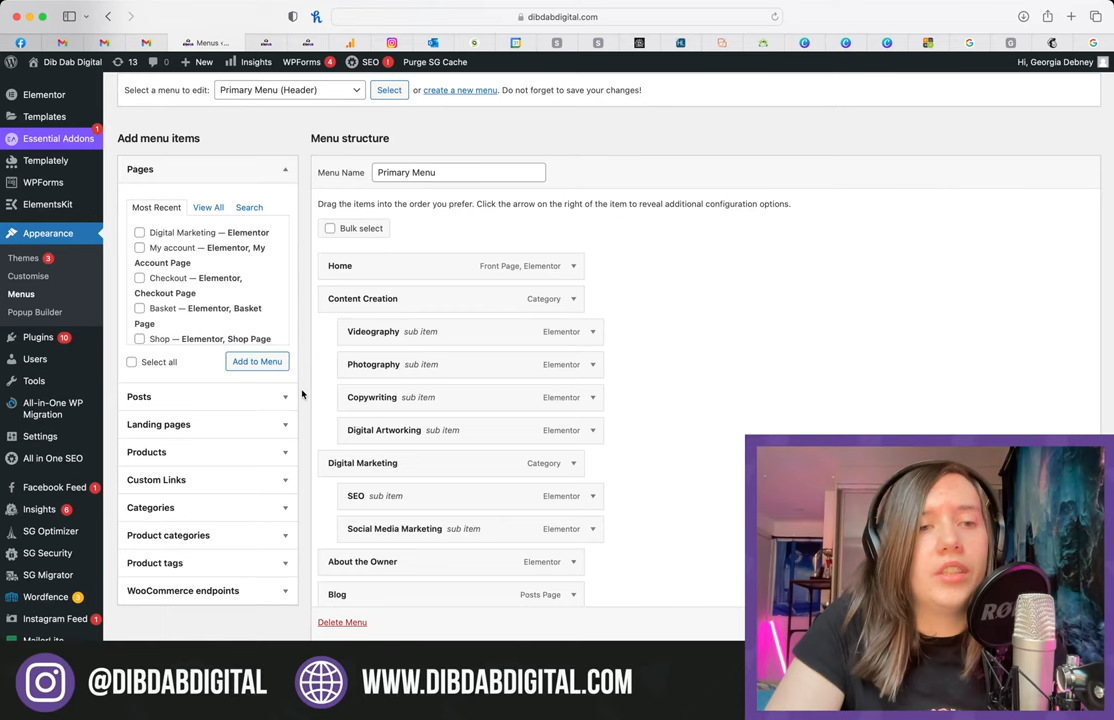 dibdabdigital.com
Menus ‹...
Dib Dab Digital
13
0
New
Insights
WPForms 4
SEO !
Purge SG Cache
Hi, Georgia Debney
Elementor
Templates
Essential Addons 1
Templately
WPForms
ElementsKit
Appearance
Themes 3
Customise
Menus
Popup Builder
Plugins 10
Users
Tools
All-in-One WP
Migration
Settings
All in One SEO
Facebook Feed 1
Insights 6
SG Optimizer
SG Security
SG Migrator
Wordfence 3
Instagram Feed 1
MailerLite
Select a menu to edit: Primary Menu (Header) Select or create a new menu. Do not forget to save your changes!
Add menu items
Pages
Most Recent View All Search
Digital Marketing — Elementor
My account — Elementor, My
Account Page
Checkout — Elementor,
Checkout Page
Basket — Elementor, Basket
Page
Shop — Elementor, Shop Page
Select all Add to Menu
Posts
Landing pages
Products
Custom Links
Categories
Product categories
Product tags
WooCommerce endpoints
Menu structure
Menu Name Primary Menu
Drag the items into the order you prefer. Click the arrow on the right of the item to reveal additional configuration options.
Bulk select
Home Front Page, Elementor
Content Creation Category
Videography sub item Elementor
Photography sub item Elementor
Copywriting sub item Elementor
Digital Artworking sub item Elementor
Digital Marketing Category
SEO sub item Elementor
Social Media Marketing sub item Elementor
About the Owner Elementor
Blog Posts Page
Delete Menu
@DIBDABDIGITAL
WWW.DIBDABDIGITAL.COM